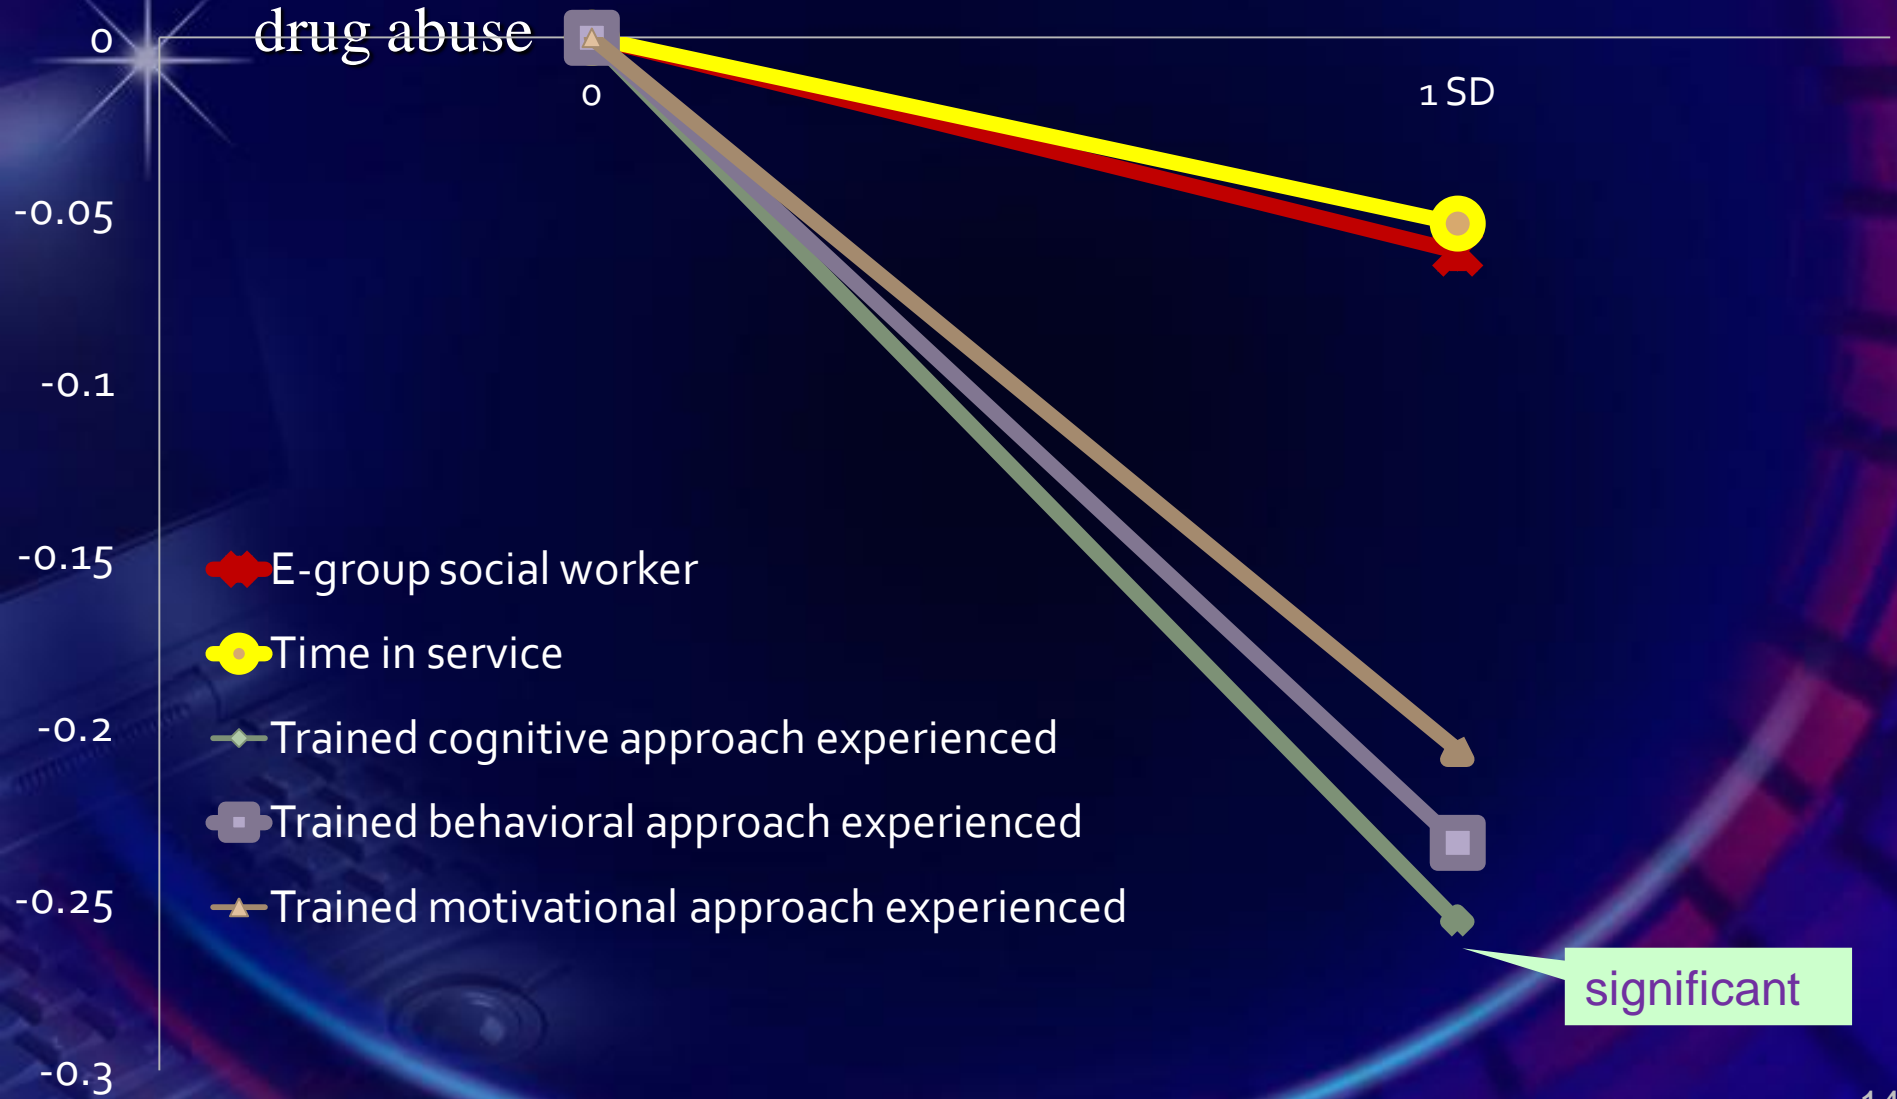 drug abuse
0
0
1 SD
-0.05
-0.1
-0.15
-0.2
-0.25
-0.3
E-group social worker
Time in service
Trained cognitive approach experienced
Trained behavioral approach experienced
Trained motivational approach experienced
significant